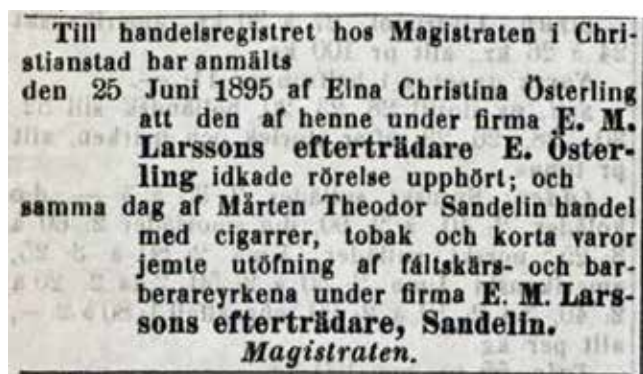 Till handelsregistret hos Magistraten i Chri-
stianstad har anmälts
den 25 Juni 1895 af Elna Christina Österling
att den af henne under firma E. M.
Larssons efterträdare E. Öster-
ling idkade rörelse upphört; och
samma dag af Mårten Theodor Sandelin handel
med cigarrer, tobak och korta varor
jemte utöfning af fältskärs- och bar-
berareyrkena under firma E. M. Lars-
sons efterträdare, Sandelin.
Magistraten.